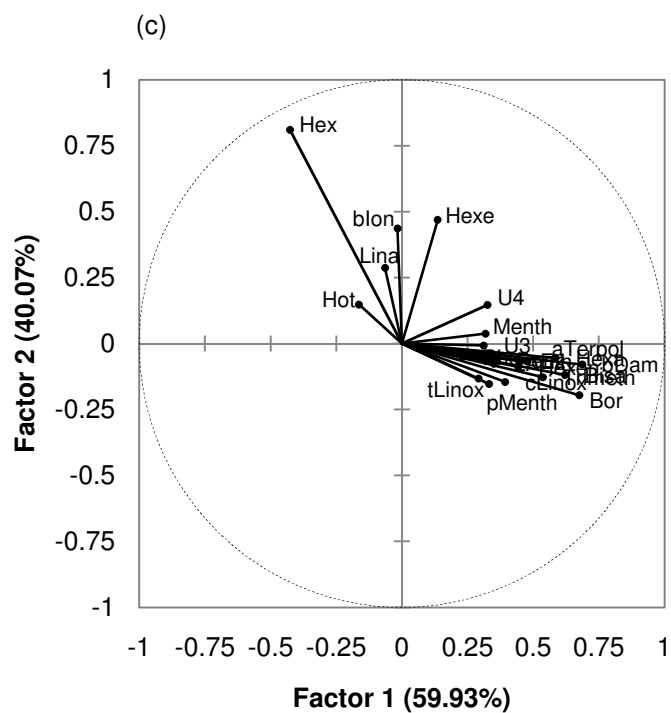 (c)
1
0.75
0.5
0.25
0
-0.25
-0.5
-0.75
-1
Factor 2 (40.07%)
Hex
bIon
Hexe
Lina
Hot
U4
Menth
U3
aTerpol
Hexa
bDam
cLinox
tLinox
pMenth
Bor
-1 -0.75 -0.5 -0.25 0 0.25 0.5 0.75 1
Factor 1 (59.93%)